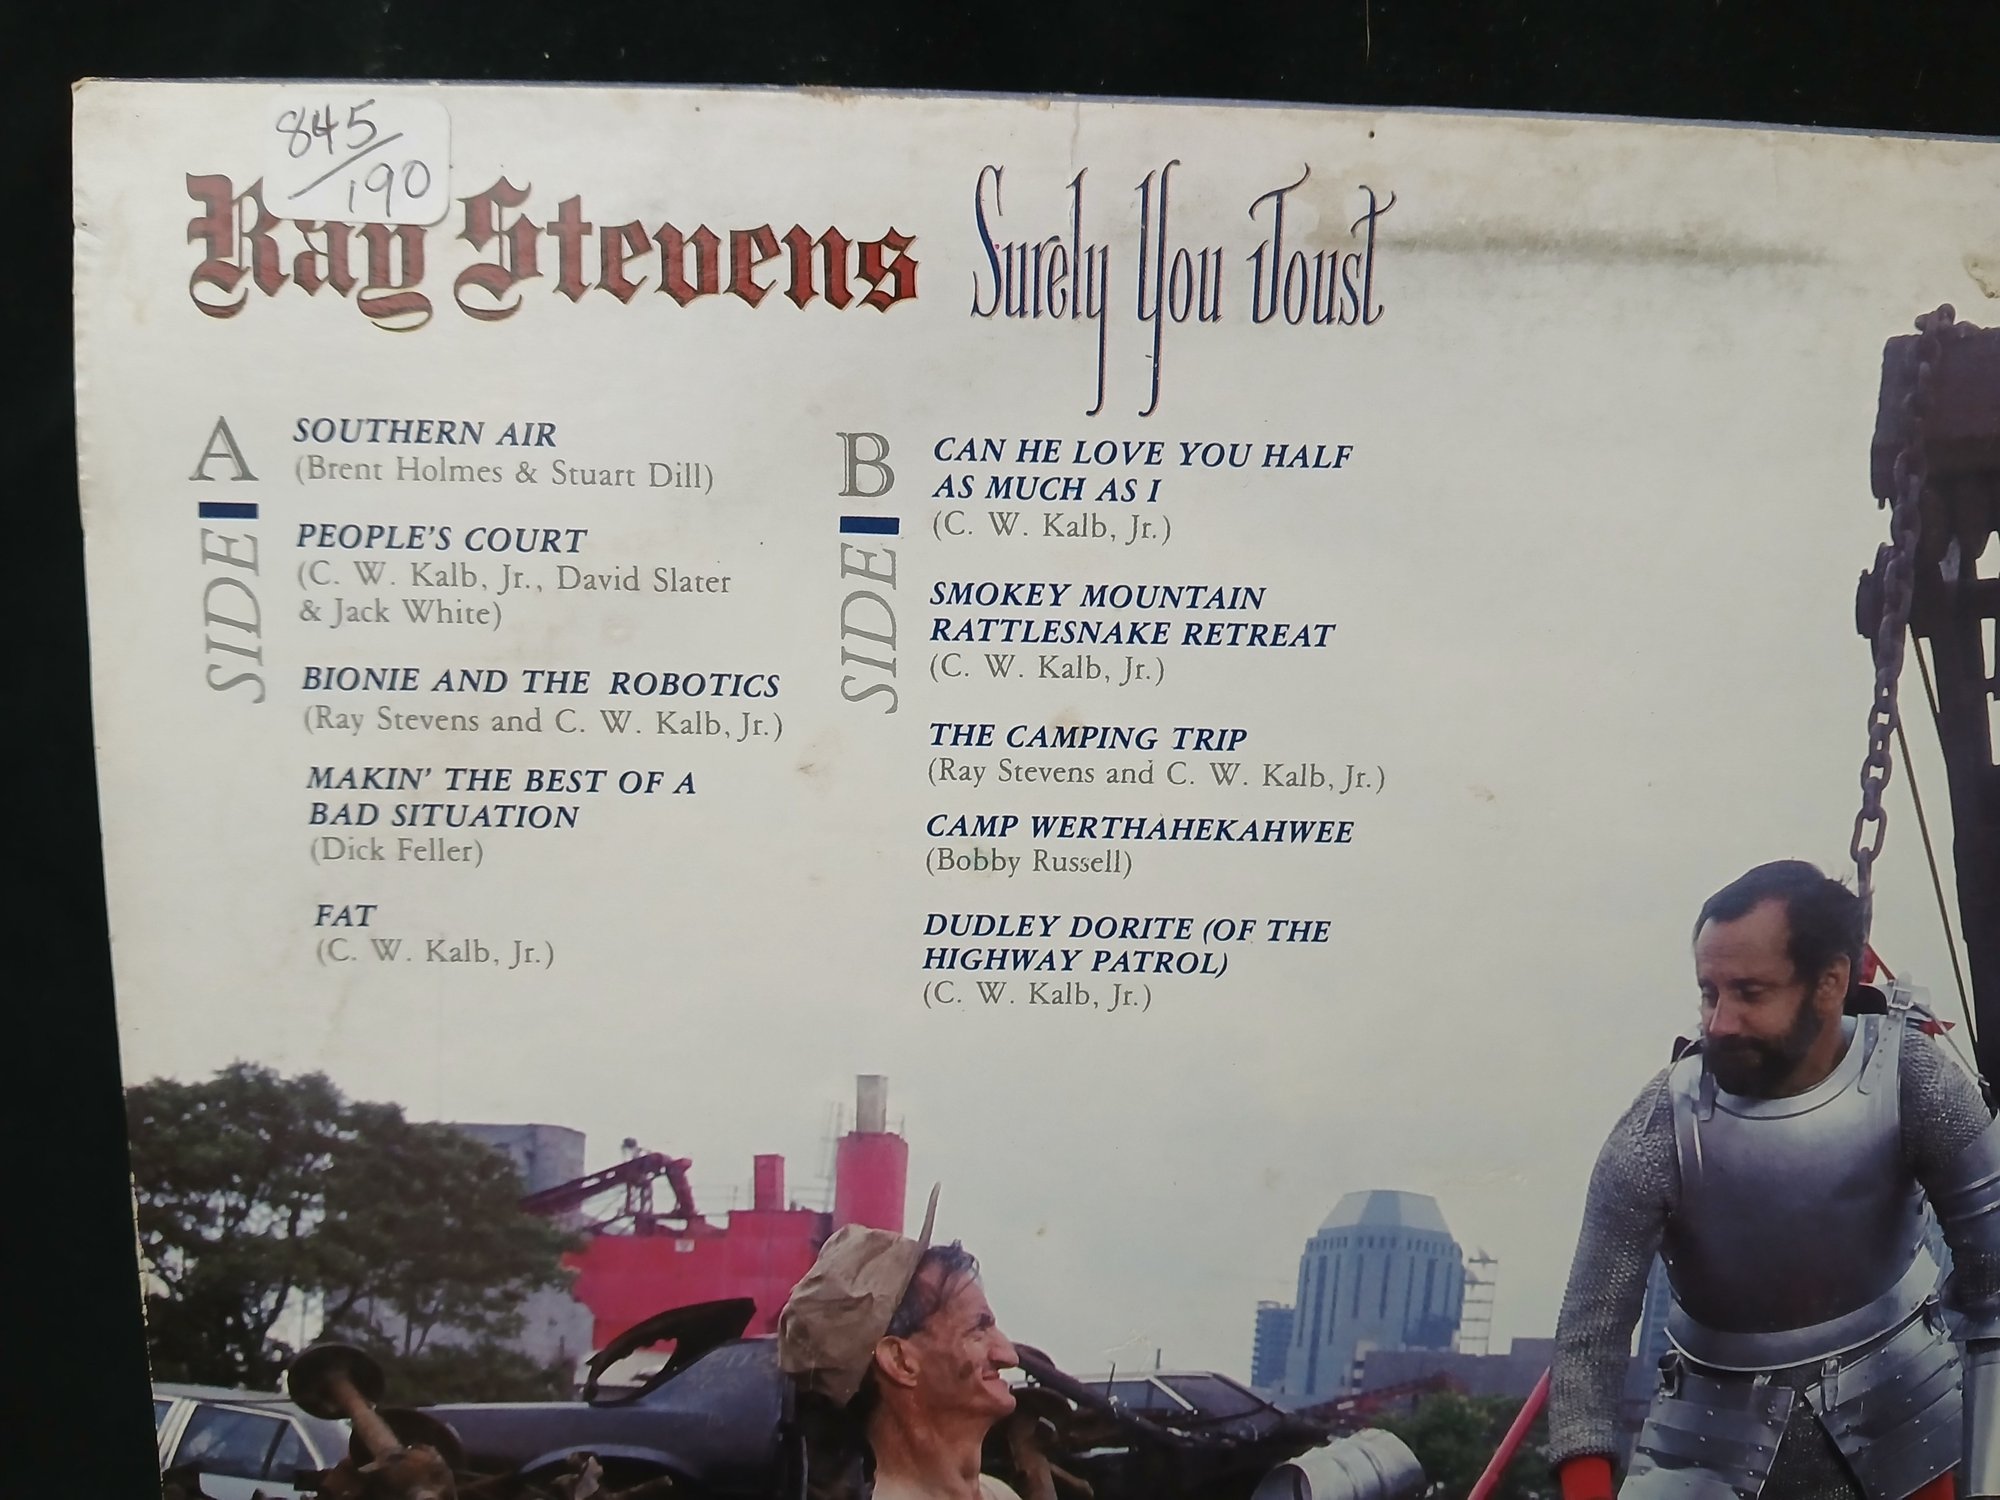 845/190
Ray Stevens Surely You Joust
SIDE A
SOUTHERN AIR
(Brent Holmes & Stuart Dill)
PEOPLE'S COURT
(C. W. Kalb, Jr., David Slater
& Jack White)
BIONIE AND THE ROBOTICS
(Ray Stevens and C. W. Kalb, Jr.)
MAKIN' THE BEST OF A
BAD SITUATION
(Dick Feller)
FAT
(C. W. Kalb, Jr.)
SIDE B
CAN HE LOVE YOU HALF
AS MUCH AS I
(C. W. Kalb, Jr.)
SMOKEY MOUNTAIN
RATTLESNAKE RETREAT
(C. W. Kalb, Jr.)
THE CAMPING TRIP
(Ray Stevens and C. W. Kalb, Jr.)
CAMP WERTHAHEKAHWEE
(Bobby Russell)
DUDLEY DORITE (OF THE
HIGHWAY PATROL)
(C. W. Kalb, Jr.)